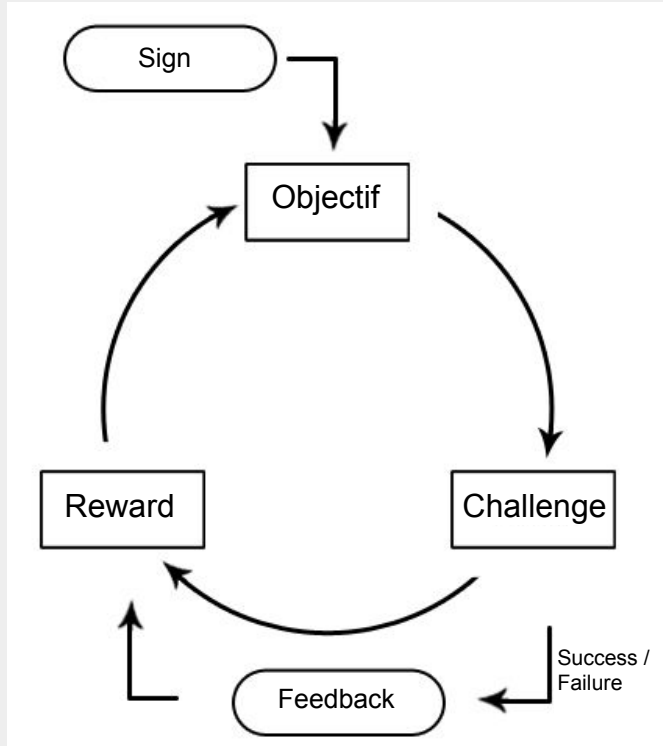 Sign
Objectif
Reward
Challenge
Success /
Failure
Feedback